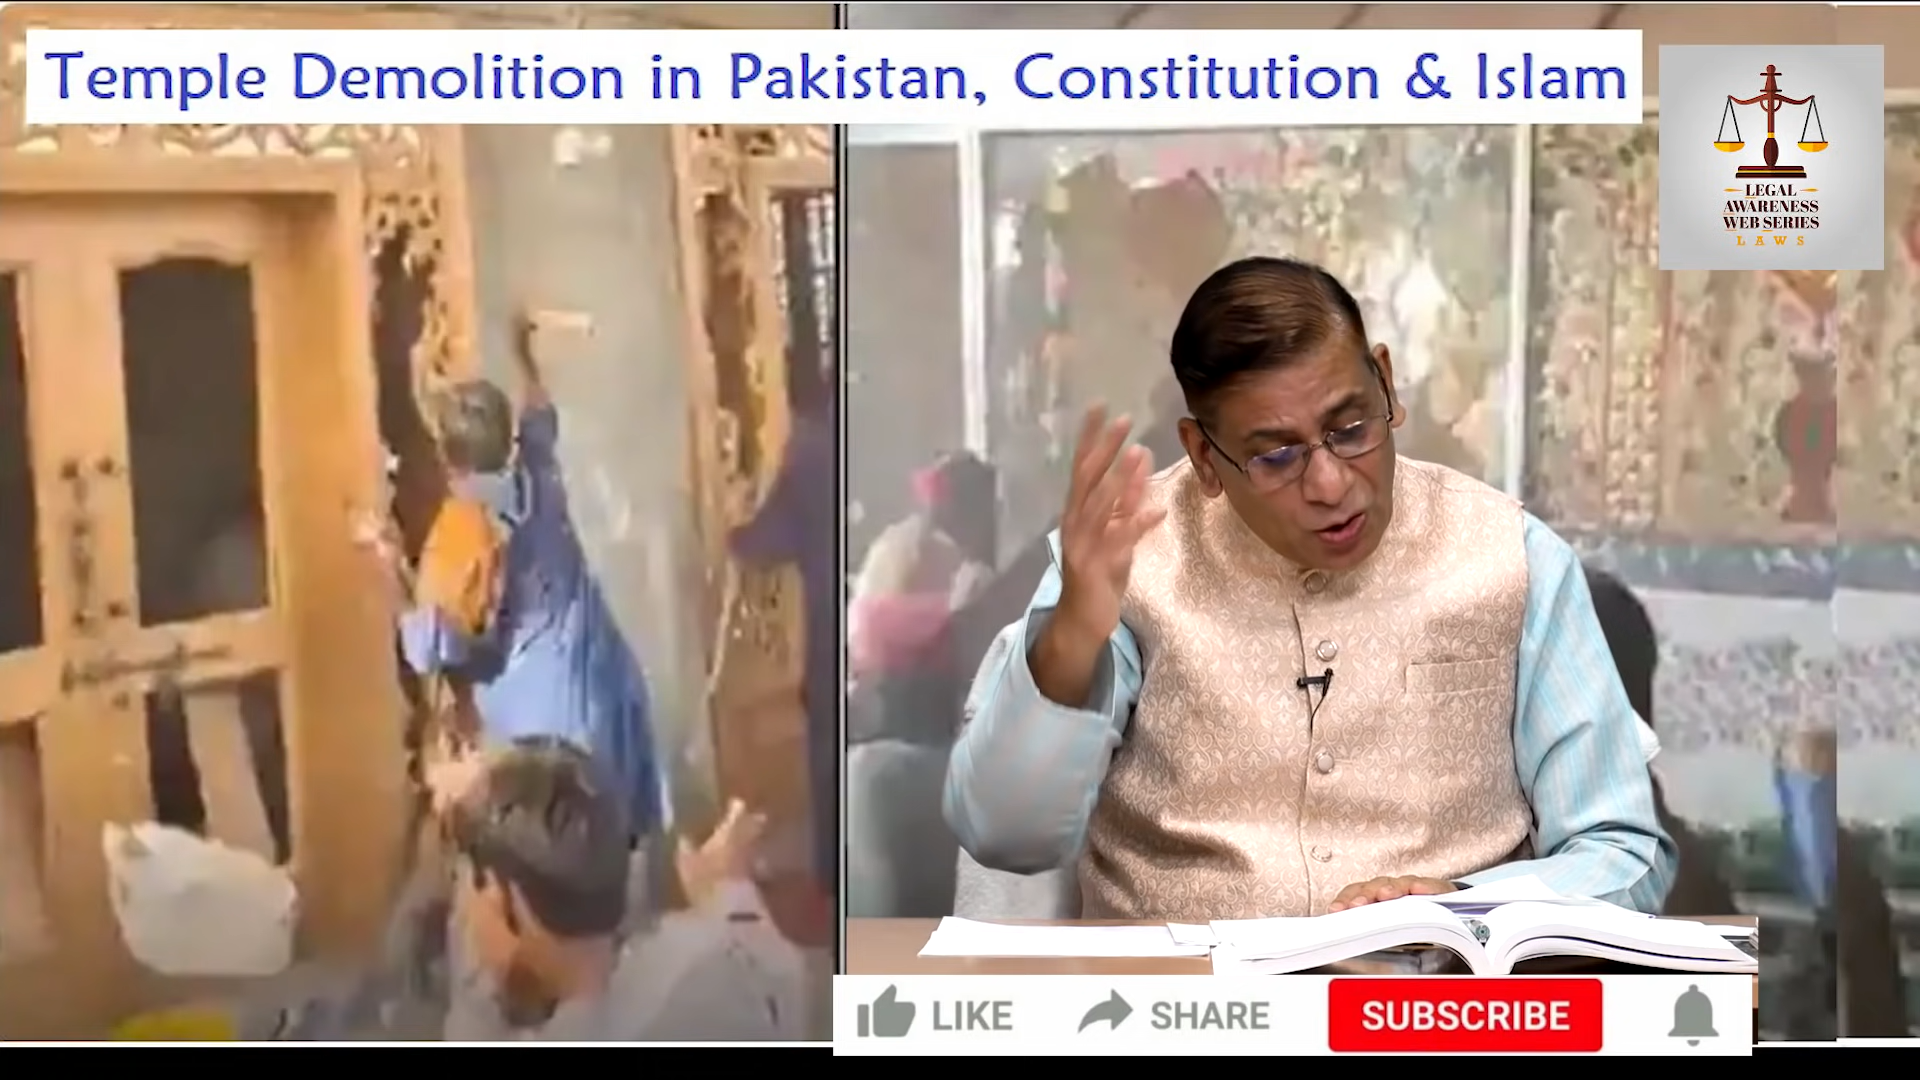 Temple Demolition in Pakistan, Constitution & Islam
LEGAL
AWARENESS
WEB SERIES
LAWS
LIKE
SHARE
SUBSCRIBE